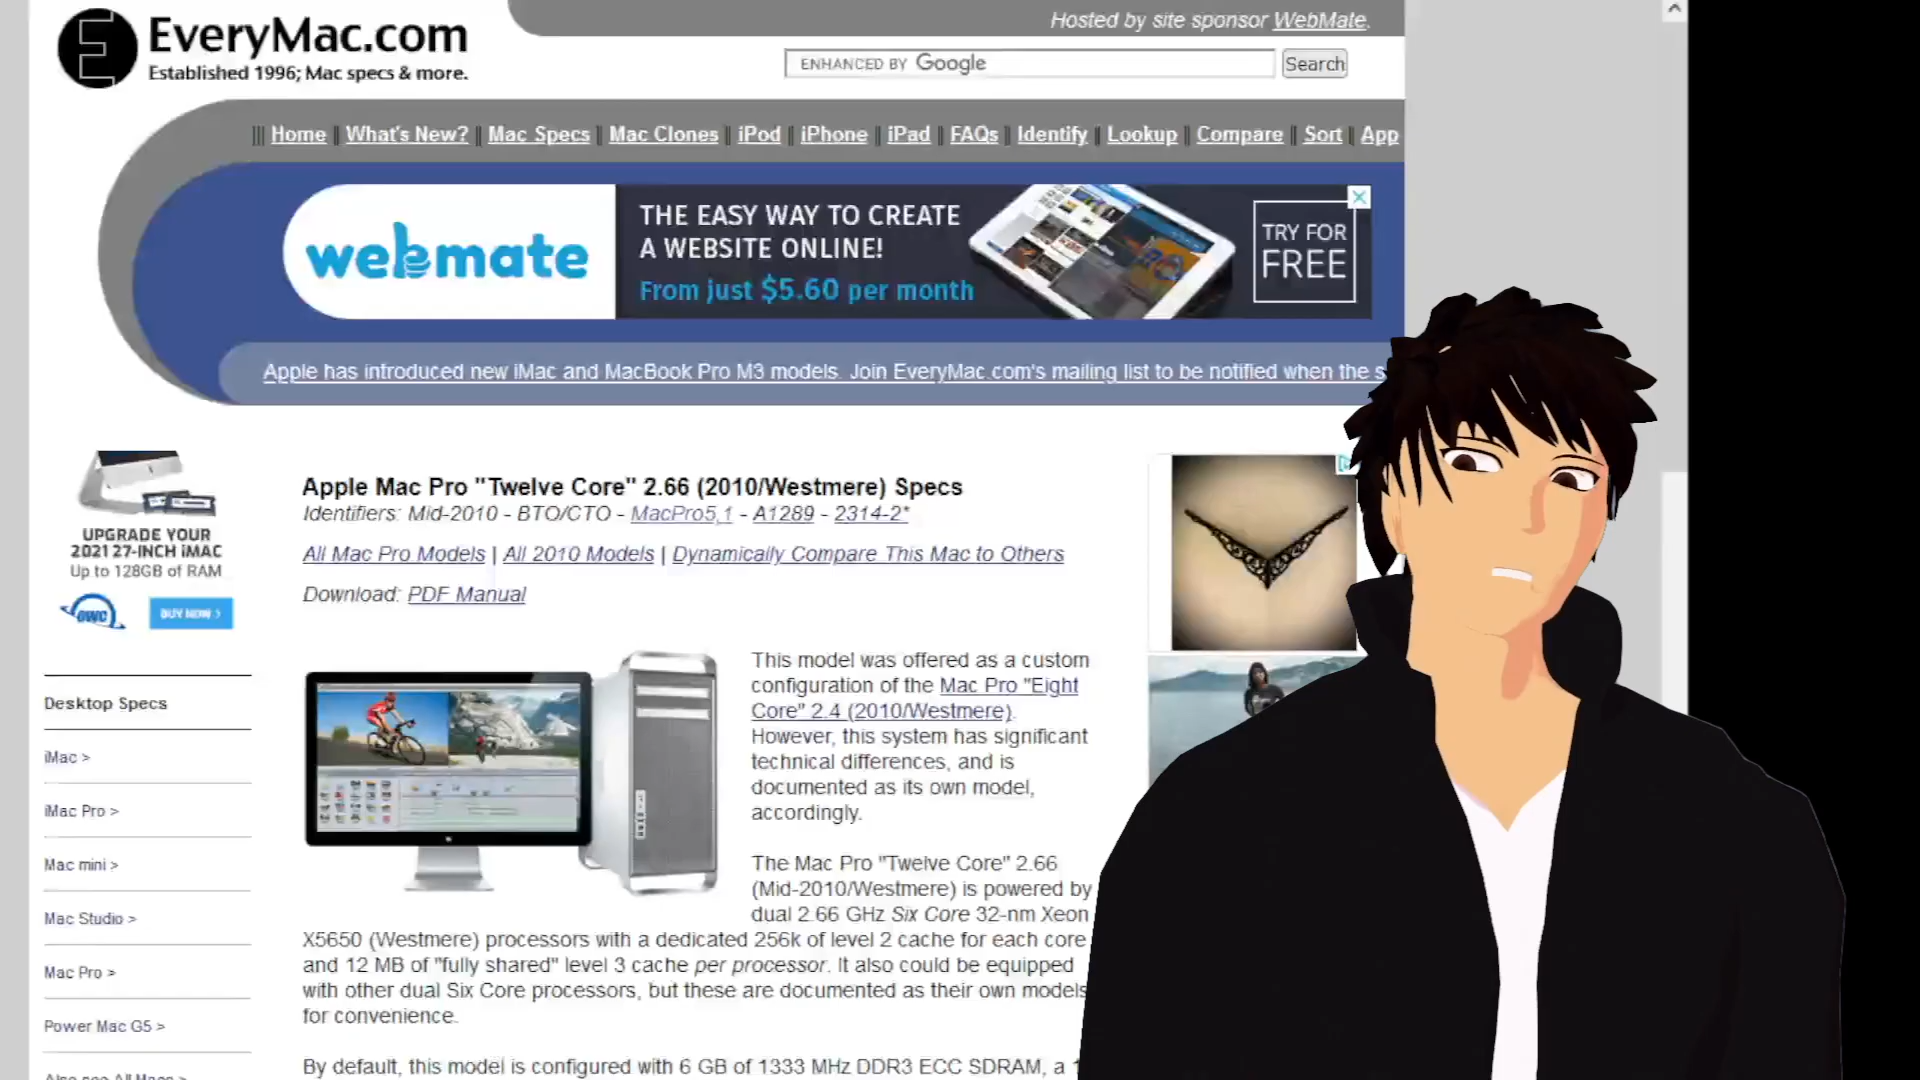 EveryMac.com
Established 1996; Mac specs & more.
Hosted by site sponsor WebMate.
ENHANCED BY Google
Search
||| Home || What's New? || Mac Specs || Mac Clones || iPod || iPhone || iPad || FAQs || Identify || Lookup || Compare || Sort || App
webmate
THE EASY WAY TO CREATE
A WEBSITE ONLINE!
From just $5.60 per month
TRY FOR
FREE
Apple has introduced new iMac and MacBook Pro M3 models. Join EveryMac.com's mailing list to be notified when the s
UPGRADE YOUR
2021 27-INCH iMAC
Up to 128GB of RAM
OWC
BUY NOW >
Desktop Specs
iMac >
iMac Pro >
Mac mini >
Mac Studio >
Mac Pro >
Power Mac G5 >
Also see All Macs >
Apple Mac Pro "Twelve Core" 2.66 (2010/Westmere) Specs
Identifiers: Mid-2010 - BTO/CTO - MacPro5,1 - A1289 - 2314-2*
All Mac Pro Models | All 2010 Models | Dynamically Compare This Mac to Others
Download: PDF Manual
This model was offered as a custom
configuration of the Mac Pro "Eight
Core" 2.4 (2010/Westmere).
However, this system has significant
technical differences, and is
documented as its own model,
accordingly.
The Mac Pro "Twelve Core" 2.66
(Mid-2010/Westmere) is powered by
dual 2.66 GHz Six Core 32-nm Xeon
X5650 (Westmere) processors with a dedicated 256k of level 2 cache for each core
and 12 MB of "fully shared" level 3 cache per processor. It also could be equipped
with other dual Six Core processors, but these are documented as their own models
for convenience.
By default, this model is configured with 6 GB of 1333 MHz DDR3 ECC SDRAM, a 1